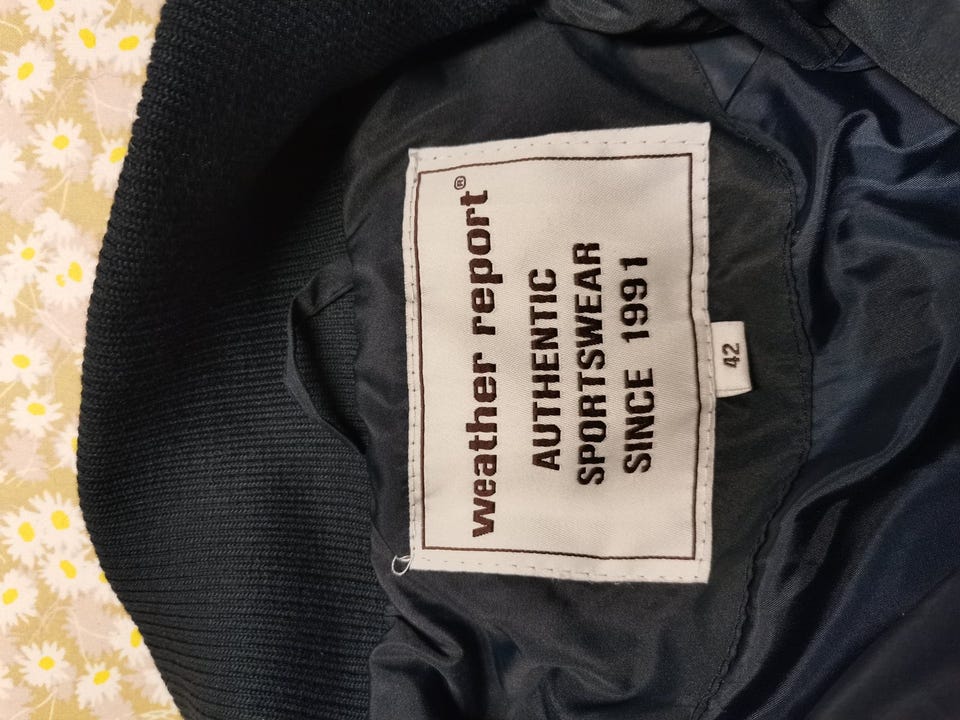 weather report®
AUTHENTIC
SPORTSWEAR
SINCE 1991
42